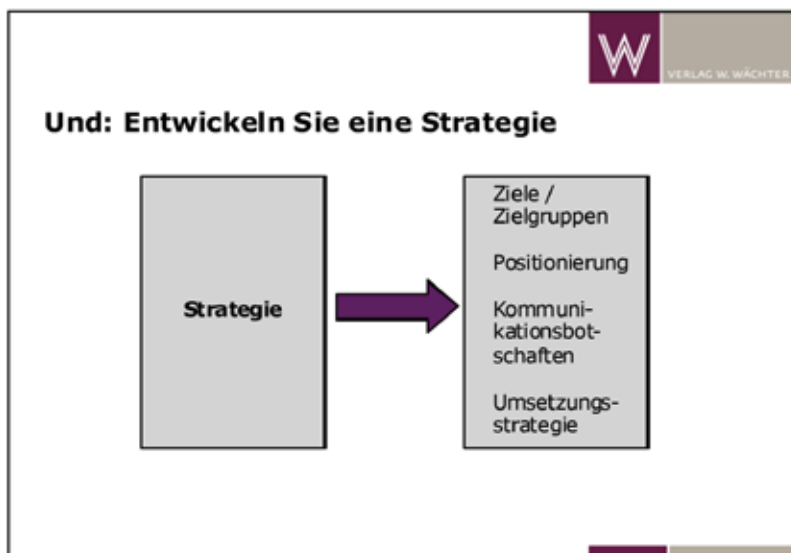 W
VERLAG W. WÄCHTER
Und: Entwickeln Sie eine Strategie
Strategie
Ziele /
Zielgruppen
Positionierung
Kommuni-
kationsbot-
schaften
Umsetzungs-
strategie